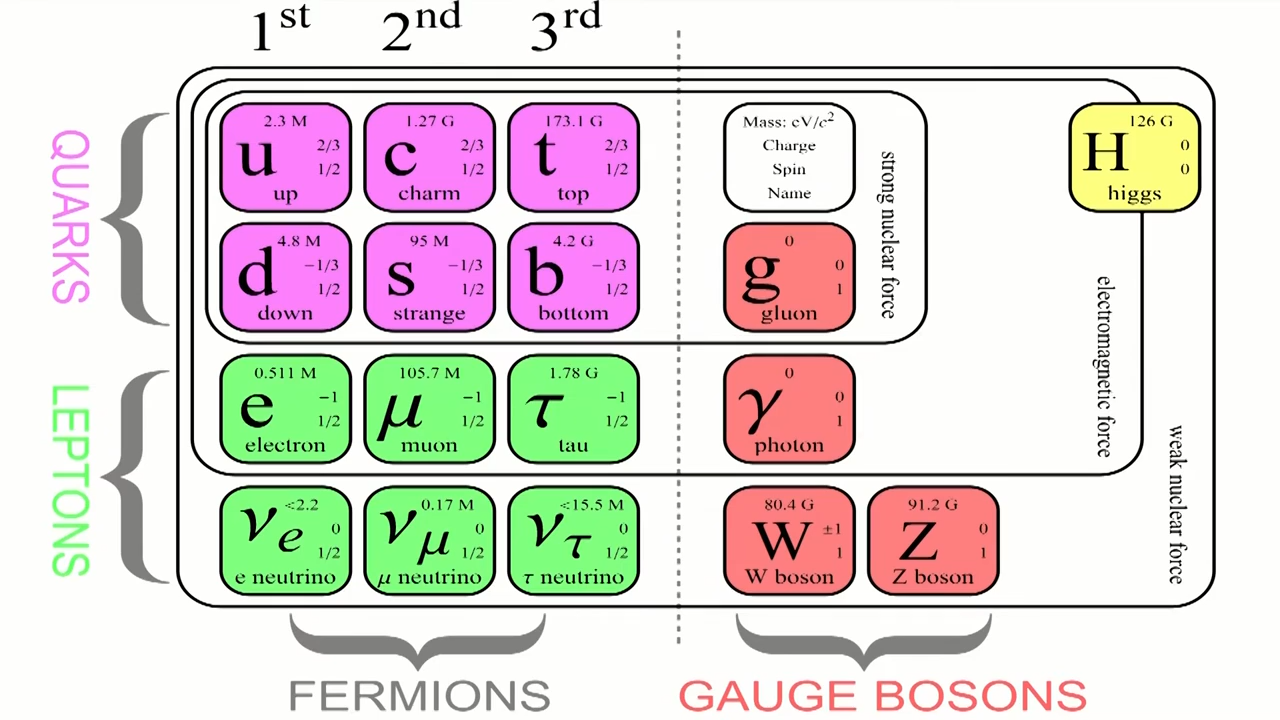 1st 2nd 3rd
QUARKS
2.3 M
u 2/3
1/2
up
1.27 G
c 2/3
1/2
charm
173.1 G
t 2/3
1/2
top
Mass: eV/c²
Charge
Spin
Name
126 G
H 0
0
higgs
4.8 M
d −1/3
1/2
down
95 M
s −1/3
1/2
strange
4.2 G
b −1/3
1/2
bottom
0
g 0
1
gluon
strong nuclear force
LEPTONS
0.511 M
e −1
1/2
electron
105.7 M
μ −1
1/2
muon
1.78 G
τ −1
1/2
tau
0
γ 0
1
photon
electromagnetic force
<2.2
νe 0
1/2
e neutrino
0.17 M
νμ 0
1/2
μ neutrino
<15.5 M
ντ 0
1/2
τ neutrino
80.4 G
W ±1
1
W boson
91.2 G
Z 0
1
Z boson
weak nuclear force
FERMIONS
GAUGE BOSONS